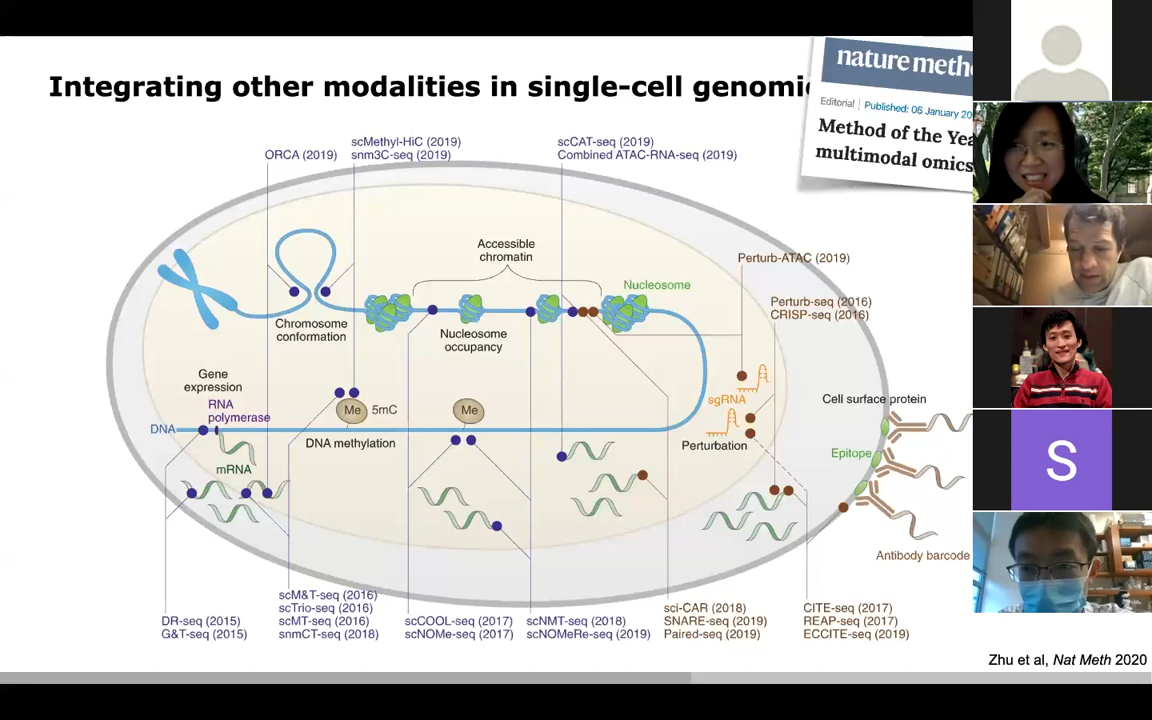 Integrating other modalities in single-cell
nature
Editorial | Published: 06 January
Method of the
multimodal omics
ORCA (2019)
scMethyl-HiC (2019)
snm3C-seq (2019)
scCAT-seq (2019)
Combined ATAC-RNA-seq (2019)
Accessible
chromatin
Perturb-ATAC (2019)
Nucleosome
Perturb-seq (2016)
CRISP-seq (2016)
Chromosome
conformation
Nucleosome
occupancy
Gene
expression
RNA
polymerase
DNA
Me
5mC
DNA methylation
Me
mRNA
sgRNA
Perturbation
Cell surface protein
Epitope
Antibody barcode
S
DR-seq (2015)
G&T-seq (2015)
scM&T-seq (2016)
scTrio-seq (2016)
scMT-seq (2016)
snmCT-seq (2018)
scCOOL-seq (2017)
scNOMe-seq (2017)
scNMT-seq (2018)
scNOMeRe-seq (2019)
sci-CAR (2018)
SNARE-seq (2019)
Paired-seq (2019)
CITE-seq (2017)
REAP-seq (2017)
ECCITE-seq (2019)
Zhu et al, Nat Meth 2020